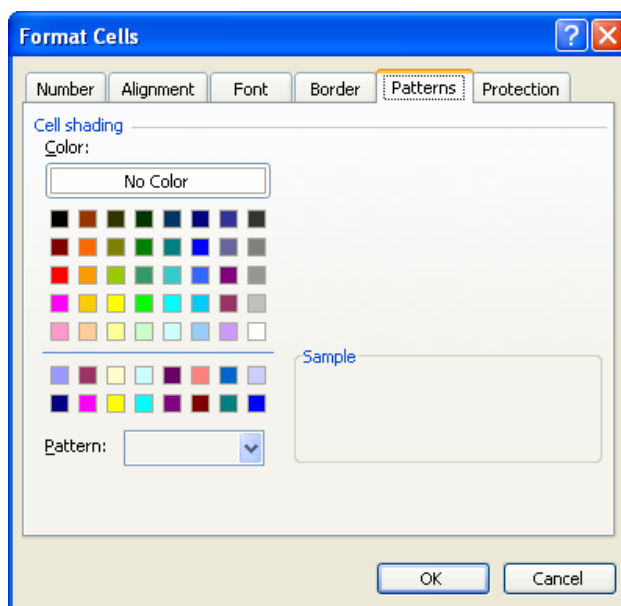 Format Cells
Number Alignment Font Border Patterns Protection
Cell shading
Color:
No Color
Sample
Pattern:
OK Cancel